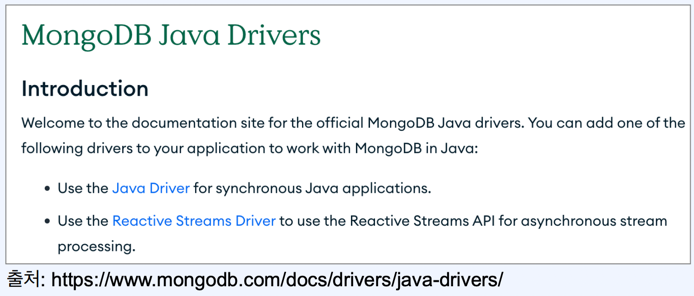 MongoDB Java Drivers
Introduction
Welcome to the documentation site for the official MongoDB Java drivers. You can add one of the
following drivers to your application to work with MongoDB in Java:
• Use the Java Driver for synchronous Java applications.
• Use the Reactive Streams Driver to use the Reactive Streams API for asynchronous stream
processing.
출처: https://www.mongodb.com/docs/drivers/java-drivers/